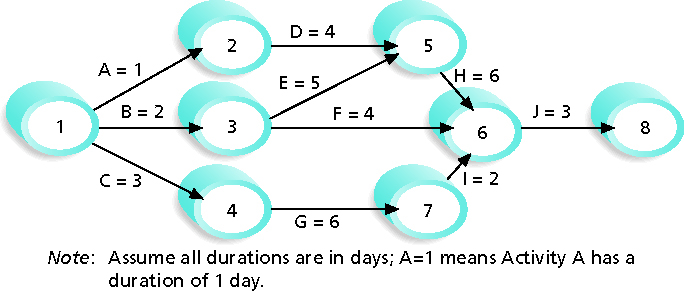 D = 4
2
5
A = 1
E = 5
H = 6
B = 2
F = 4
J = 3
1
3
6
8
C = 3
I = 2
4
7
G = 6
Note: Assume all durations are in days; A=1 means Activity A has a
duration of 1 day.